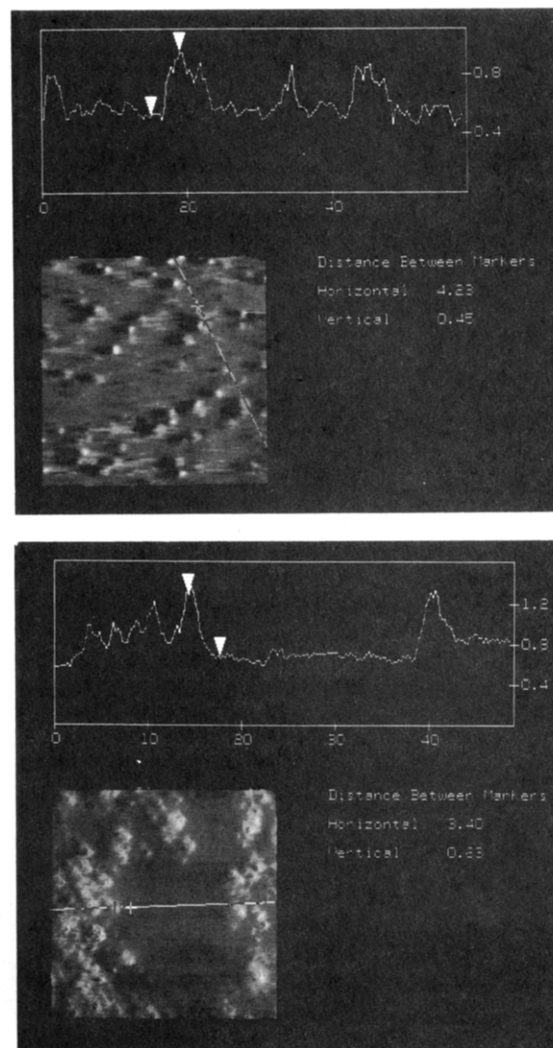 0.8
0.4
0 20 40
Distance Between Markers
Horizontal 4.23
Vertical 0.45
1.2
0.8
0.4
0 10 20 30 40
Distance Between Markers
Horizontal 3.40
Vertical 0.63